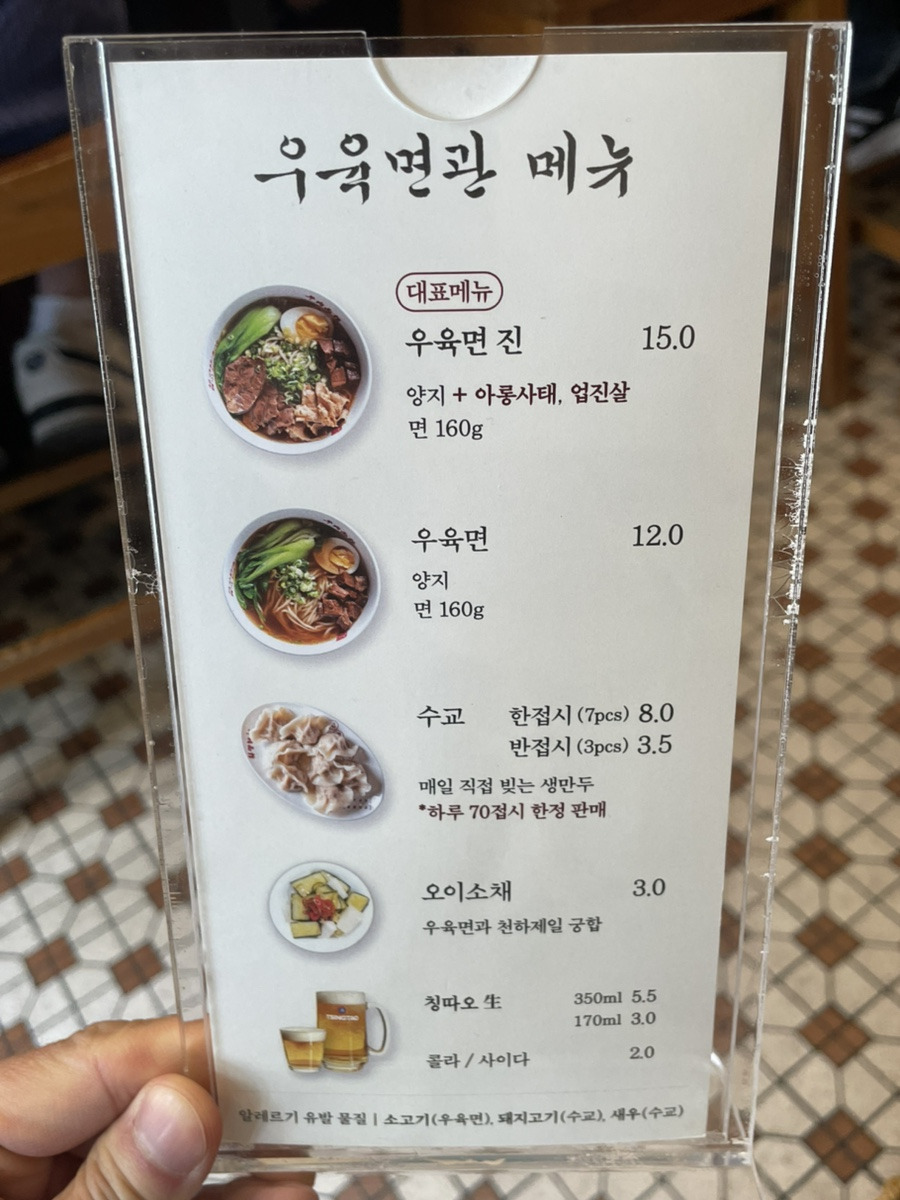 우육면관 메뉴
대표메뉴
우육면 진 15.0
양지 + 아롱사태, 업진살
면 160g
우육면 12.0
양지
면 160g
수교 한접시 (7pcs) 8.0
반접시 (3pcs) 3.5
매일 직접 빚는 생만두
*하루 70접시 한정 판매
오이소채 3.0
우육면과 천하제일 궁합
TSINGTAO
칭따오 生 350ml 5.5
170ml 3.0
콜라 / 사이다 2.0
알레르기 유발 물질 | 소고기(우육면), 돼지고기(수교), 새우(수교)